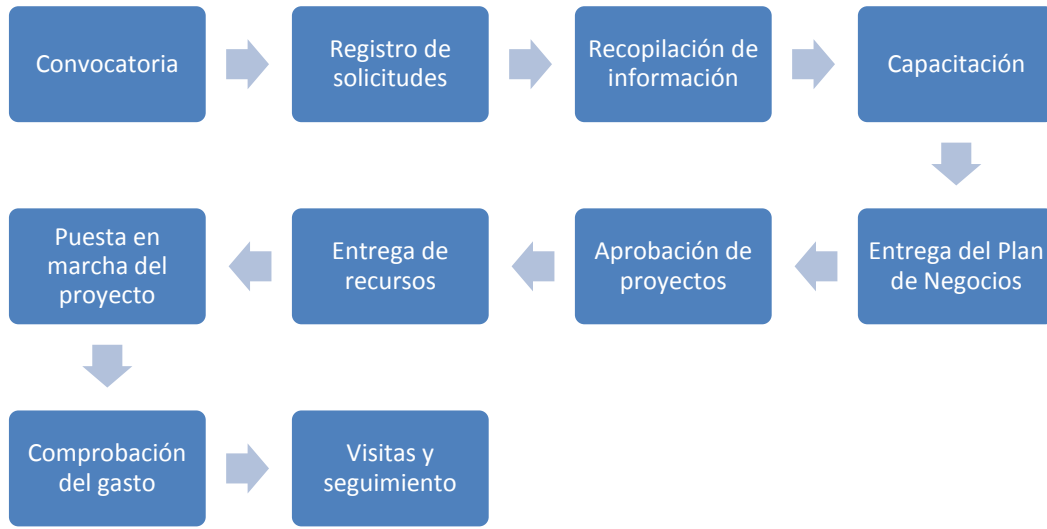 Convocatoria
Registro de
solicitudes
Recopilación de
información
Capacitación
Entrega del Plan
de Negocios
Aprobación de
proyectos
Entrega de
recursos
Puesta en
marcha del
proyecto
Comprobación
del gasto
Visitas y
seguimiento